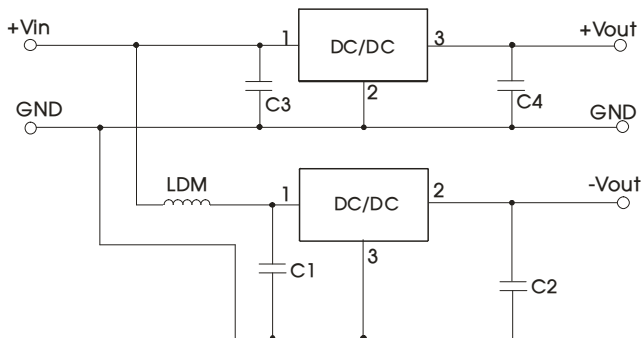 +Vin
1
DC/DC
3
+Vout
2
C3
C4
GND
GND
LDM
1
DC/DC
2
-Vout
3
C1
C2